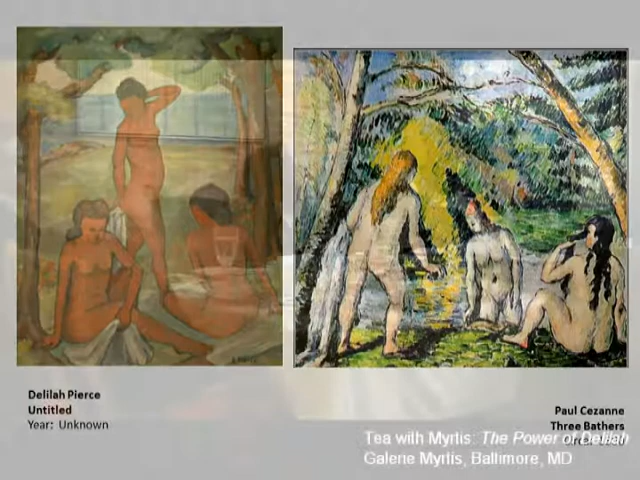 Delilah Pierce
Untitled
Year: Unknown
Paul Cezanne
Three Bathers
Tea with Myrtis: The Power of Delilah
Galerie Myrtis, Baltimore, MD